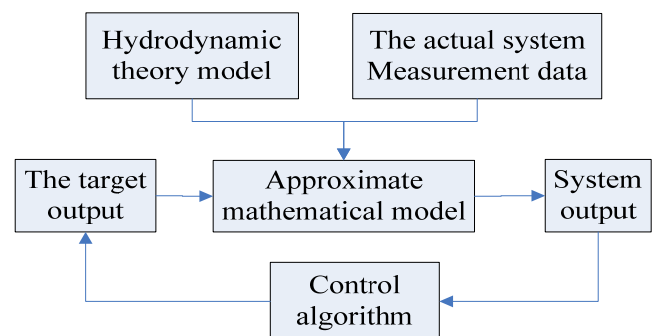 Hydrodynamic
theory model
The actual system
Measurement data
The target
output
Approximate
mathematical model
System
output
Control
algorithm